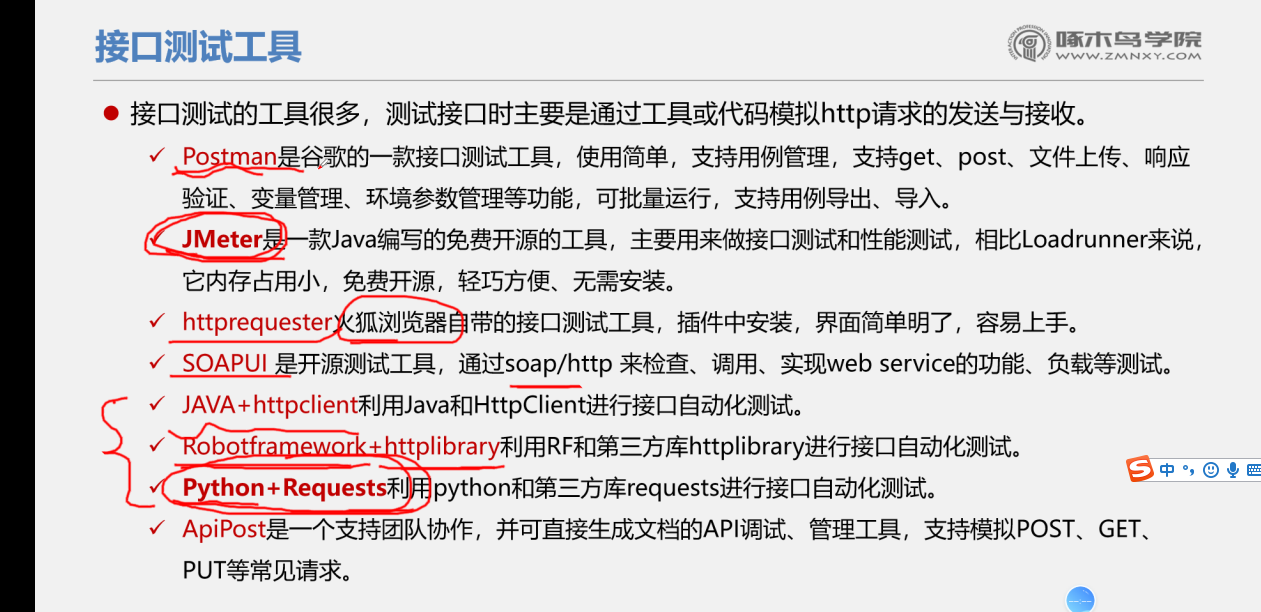 接口测试工具
啄木鸟学院
WWW.ZMNXY.COM
接口测试的工具很多，测试接口时主要是通过工具或代码模拟http请求的发送与接收。
Postman是谷歌的一款接口测试工具，使用简单，支持用例管理，支持get、post、文件上传、响应
验证、变量管理、环境参数管理等功能，可批量运行，支持用例导出、导入。
JMeter是一款Java编写的免费开源的工具，主要用来做接口测试和性能测试，相比Loadrunner来说，
它内存占用小，免费开源，轻巧方便、无需安装。
httprequester火狐浏览器自带的接口测试工具，插件中安装，界面简单明了，容易上手。
SOAPUI 是开源测试工具，通过soap/http 来检查、调用、实现web service的功能、负载等测试。
JAVA+httpclient利用Java和HttpClient进行接口自动化测试。
Robotframework+httplibrary利用RF和第三方库httplibrary进行接口自动化测试。
Python+Requests利用python和第三方库requests进行接口自动化测试。
ApiPost是一个支持团队协作，并可直接生成文档的API调试、管理工具，支持模拟POST、GET、
PUT等常见请求。
中